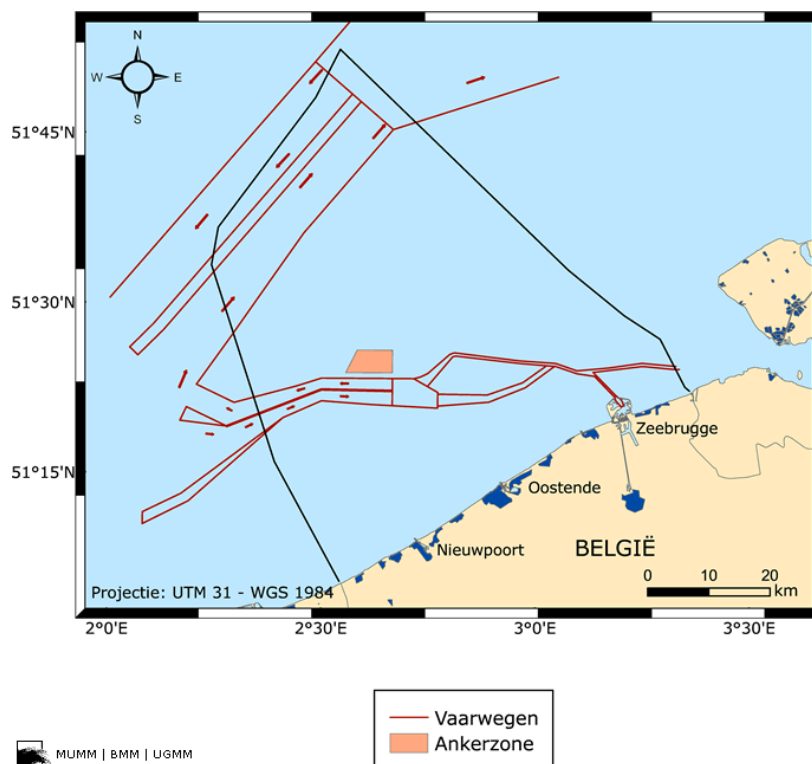 N
W E
S
51°45'N
51°30'N
51°15'N
Zeebrugge
Oostende
Nieuwpoort
BELGIË
Projectie: UTM 31 - WGS 1984
0 10 20
km
2°0'E 2°30'E 3°0'E 3°30'E
Vaarwegen
Ankerzone
MUMM | BMM | UGMM